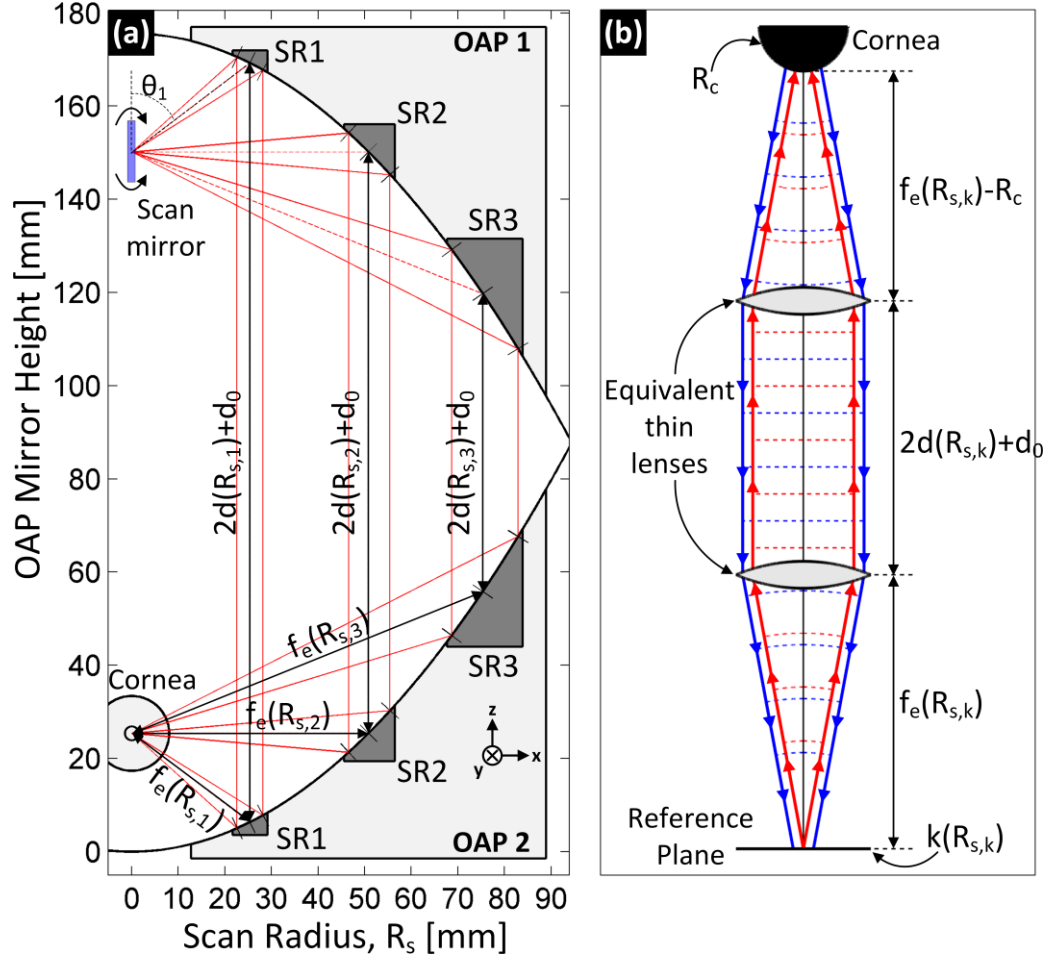 (a)
OAP 1
SR1
θ₁
SR2
Scan
mirror
SR3
2d(Rₛ,₁)+d₀
2d(Rₛ,₂)+d₀
2d(Rₛ,₃)+d₀
fₑ(Rₛ,₃)
Cornea
fₑ(Rₛ,₂)
fₑ(Rₛ,₁)
SR3
z
y
x
SR2
SR1
OAP 2
180
160
140
120
100
80
60
40
20
0
OAP Mirror Height [mm]
0 10 20 30 40 50 60 70 80 90
Scan Radius, Rₛ [mm]
(b)
Cornea
R꜀
fₑ(Rₛ,ₖ)-R꜀
Equivalent
thin
lenses
2d(Rₛ,ₖ)+d₀
fₑ(Rₛ,ₖ)
Reference
Plane
k(Rₛ,ₖ)